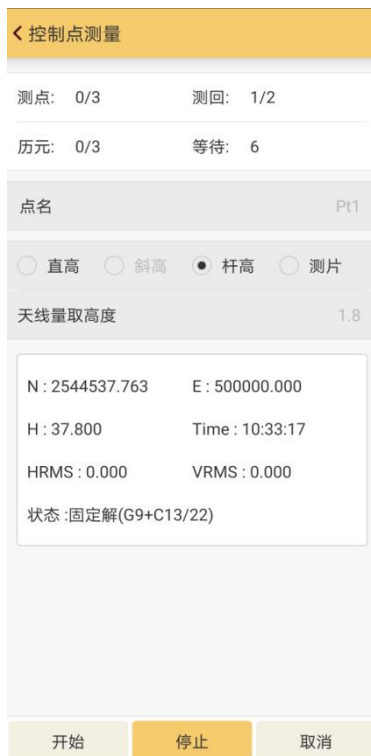 控制点测量
测点: 0/3 测回: 1/2
历元: 0/3 等待: 6
点名 Pt1
直高 斜高 杆高 测片
天线量取高度 1.8
N : 2544537.763 E : 500000.000
H : 37.800 Time : 10:33:17
HRMS : 0.000 VRMS : 0.000
状态 :固定解(G9+C13/22)
开始 停止 取消